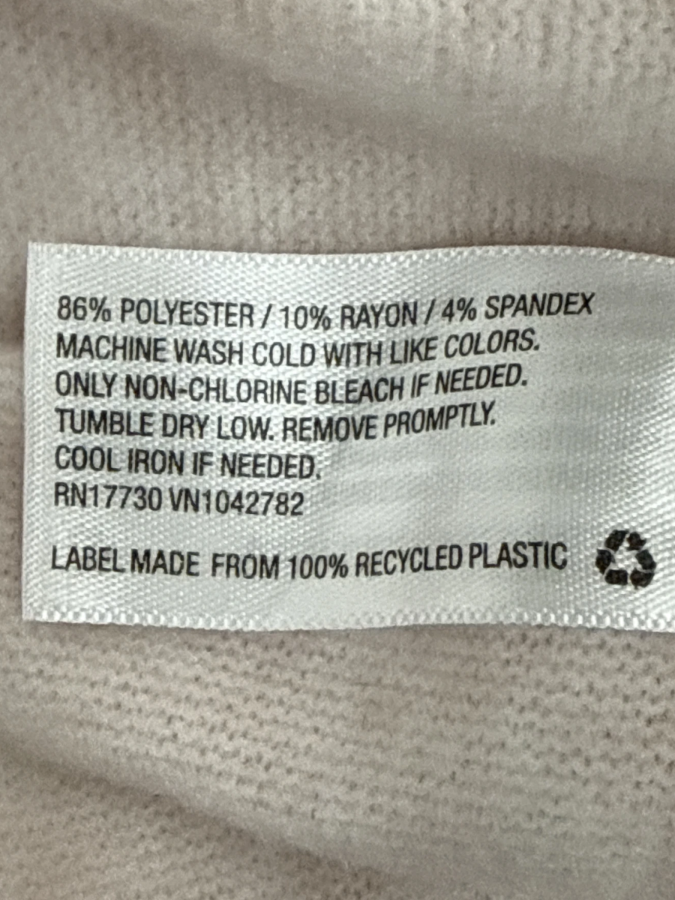 86% POLYESTER / 10% RAYON / 4% SPANDEX
MACHINE WASH COLD WITH LIKE COLORS.
ONLY NON-CHLORINE BLEACH IF NEEDED.
TUMBLE DRY LOW. REMOVE PROMPTLY.
COOL IRON IF NEEDED.
RN17730 VN1042782
LABEL MADE FROM 100% RECYCLED PLASTIC